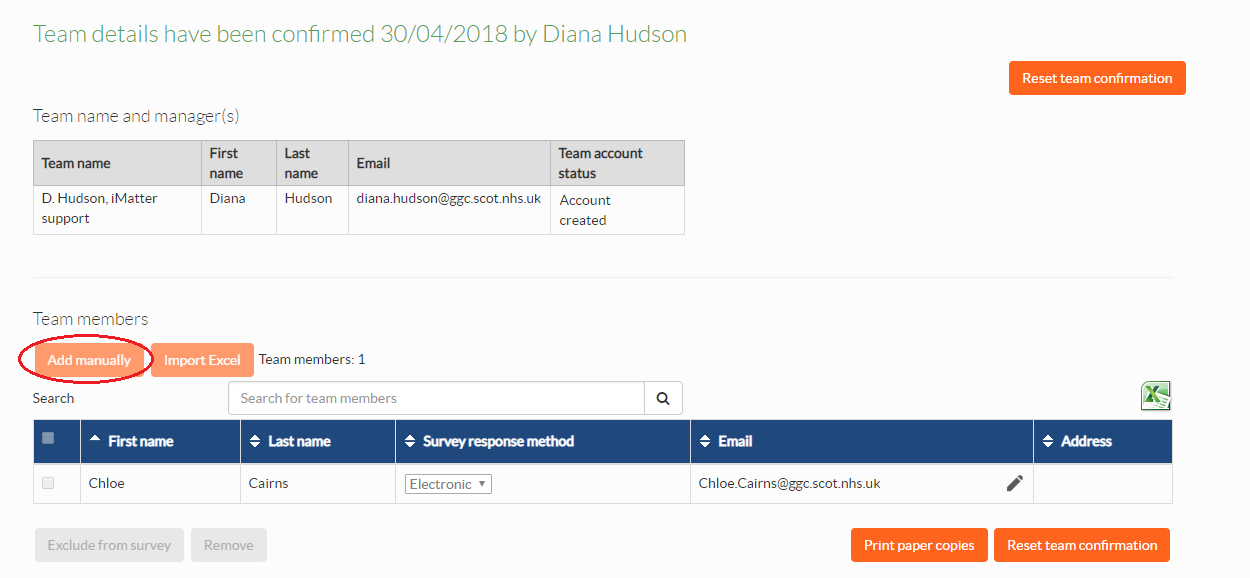 Team details have been confirmed 30/04/2018 by Diana Hudson
Reset team confirmation
Team name and manager(s)
Team name First name Last name Email Team account status
D. Hudson, iMatter support Diana Hudson diana.hudson@ggc.scot.nhs.uk Account created
Team members
Add manually Import Excel Team members: 1
Search Search for team members
First name Last name Survey response method Email Address
Chloe Cairns Electronic Chloe.Cairns@ggc.scot.nhs.uk
Exclude from survey Remove Print paper copies Reset team confirmation